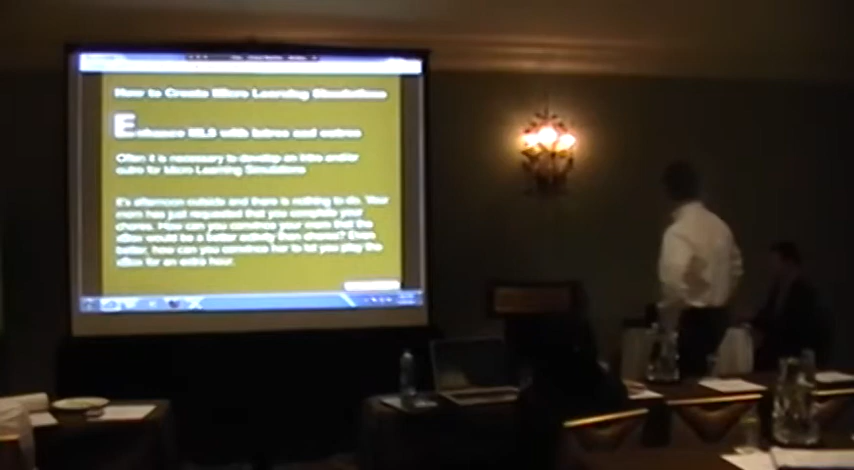 How to Create Micro Learning Simulations
Enhance MLS with intros and outros
Often it is necessary to develop an intro and/or
outro for Micro Learning Simulations
It's afternoon outside and there is nothing to do. Your
mom has just requested that you complete your
chores. How can you convince your mom that the
xBox would be a better activity than chores? Even
better, how can you convince her to let you play the
xBox for an extra hour.